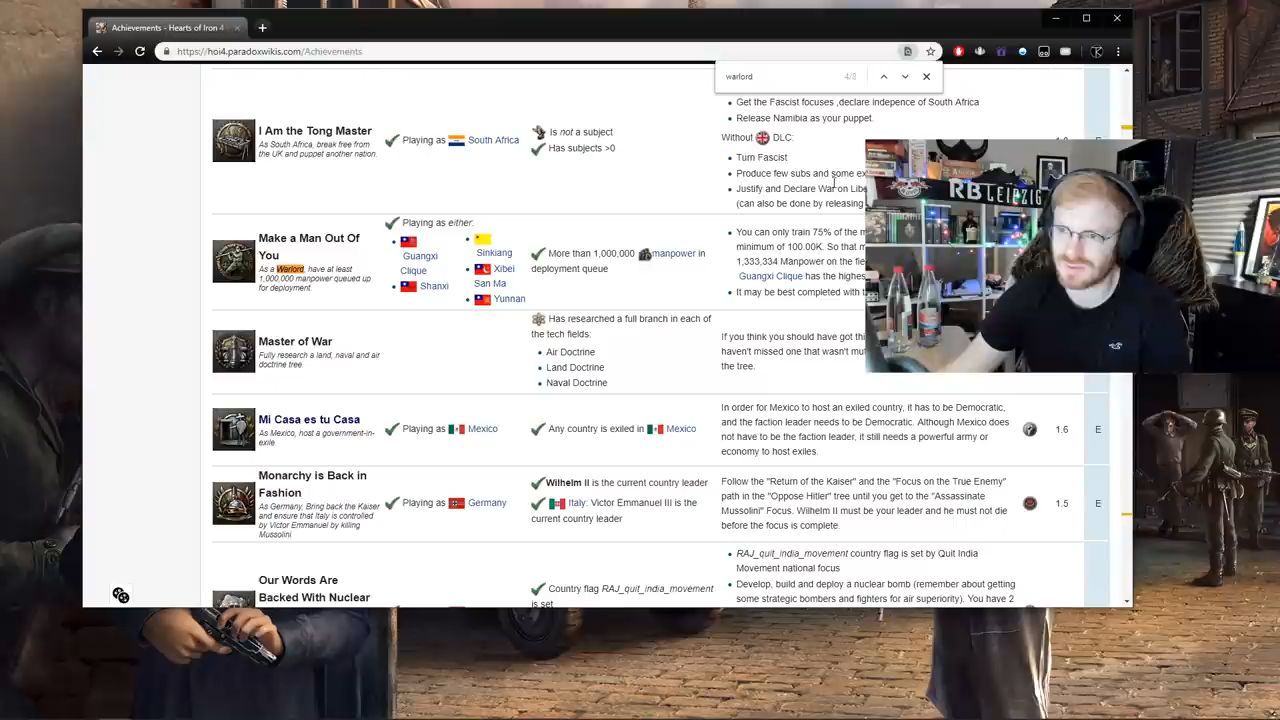 Achievements - Hearts of Iron 4
https://hoi4.paradoxwikis.com/Achievements
warlord 4/8
Get the Fascist focuses ,declare indepence of South Africa
Release Namibia as your puppet.
Without DLC:
Turn Fascist
Produce few subs and some ex
Justify and Declare War on Libe
(can also be done by releasing
I Am the Tong Master
As South Africa, break free from
the UK and puppet another nation.
Playing as South Africa
Is not a subject
Has subjects >0
Make a Man Out Of
You
As a Warlord, have at least
1,000,000 manpower queued up
for deployment.
Playing as either:
Guangxi
Clique
Shanxi
Sinkiang
Xibei
San Ma
Yunnan
More than 1,000,000 manpower in
deployment queue
You can only train 75% of the m
minimum of 100.00K. So that m
1,333,334 Manpower on the fie
Guangxi Clique has the highes
It may be best completed with t
Master of War
Fully research a land, naval and air
doctrine tree.
Has researched a full branch in each of
the tech fields:
Air Doctrine
Land Doctrine
Naval Doctrine
If you think you should have got thi
haven't missed one that wasn't mut
the tree.
Mi Casa es tu Casa
As Mexico, host a government-in-
exile.
Playing as Mexico
Any country is exiled in Mexico
In order for Mexico to host an exiled country, it has to be Democratic,
and the faction leader needs to be Democratic. Although Mexico does
not have to be the faction leader, it still needs a powerful army or
economy to host exiles.
1.6 E
Monarchy is Back in
Fashion
As Germany, Bring back the Kaiser
and ensure that Italy is controlled
by Victor Emmanuel by killing
Mussolini
Playing as Germany
Wilhelm II is the current country leader
Italy: Victor Emmanuel III is the
current country leader
Follow the "Return of the Kaiser" and the "Focus on the True Enemy"
path in the "Oppose Hitler" tree until you get to the "Assassinate
Mussolini" Focus. Wilhelm II must be your leader and he must not die
before the focus is complete.
1.5 E
Our Words Are
Backed With Nuclear
Country flag RAJ_quit_india_movement
is set
RAJ_quit_india_movement country flag is set by Quit India
Movement national focus
Develop, build and deploy a nuclear bomb (remember about getting
some strategic bombers and fighters for air superiority). You have 2
RB LEIPZIG